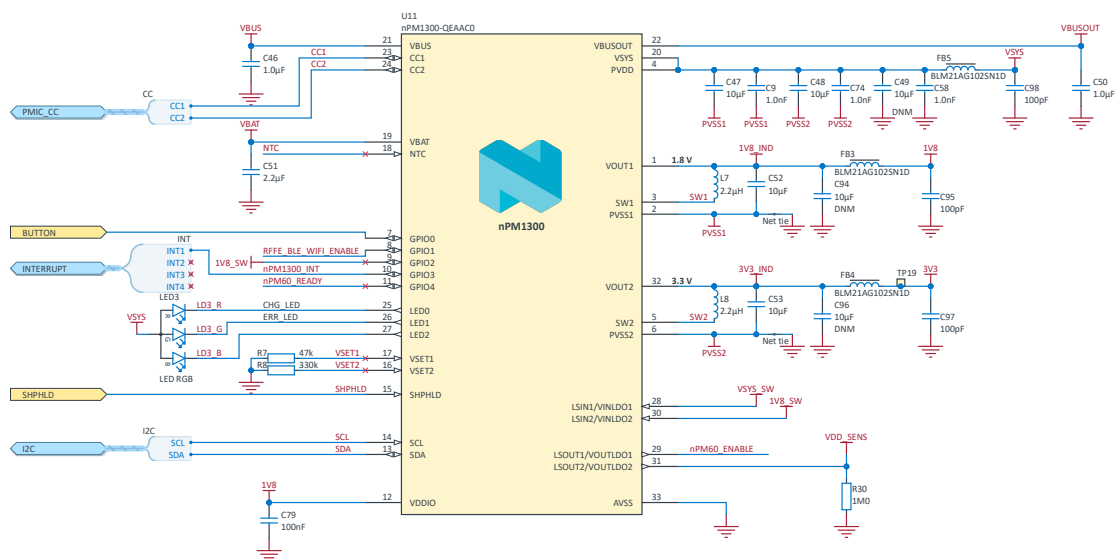 U11
nPM1300-QEAAC0
VBUS
C46
1.0µF
CC1
CC2
21
23
24
VBUS
CC1
CC2
PMIC_CC
CC
CC1
CC2
VBAT
C51
2.2µF
NTC
19
18
VBAT
NTC
BUTTON
INTERRUPT
INT
INT1
INT2
INT3
INT4
1V8_SW
RFFE_BLE_WIFI_ENABLE
nPM1300_INT
nPM60_READY
7
8
9
10
11
GPIO0
GPIO1
GPIO2
GPIO3
GPIO4
VSYS
LED3
R
G
B
LED RGB
LD3_R
LD3_G
LD3_B
CHG_LED
ERR_LED
25
26
27
LED0
LED1
LED2
R7
47k
R8
330k
VSET1
VSET2
17
16
VSET1
VSET2
SHPHLD
SHPHLD
15
SHPHLD
I2C
I2C
SCL
SDA
SCL
SDA
14
13
SCL
SDA
1V8
C79
100nF
12
VDDIO
nPM1300
VBUSOUT
VSYS
PVDD
22
20
4
C47
10µF
PVSS1
C9
1.0nF
PVSS1
C48
10µF
PVSS2
C74
1.0nF
PVSS2
C49
10µF
DNM
C58
1.0nF
FB5
BLM21AG102SN1D
VSYS
C98
100pF
VBUSOUT
C50
1.0µF
VOUT1
SW1
PVSS1
1
3
2
1.8 V
SW1
PVSS1
L7
2.2µH
1V8_IND
C52
10µF
Net tie
C94
10µF
DNM
FB3
BLM21AG102SN1D
1V8
C95
100pF
VOUT2
SW2
PVSS2
32
5
6
3.3 V
SW2
PVSS2
L8
2.2µH
3V3_IND
C53
10µF
Net tie
C96
10µF
DNM
FB4
BLM21AG102SN1D
TP19
3V3
C97
100pF
LSIN1/VINLDO1
LSIN2/VINLDO2
28
30
VSYS_SW
1V8_SW
LSOUT1/VOUTLDO1
LSOUT2/VOUTLDO2
29
31
nPM60_ENABLE
VDD_SENS
R30
1M0
AVSS
33